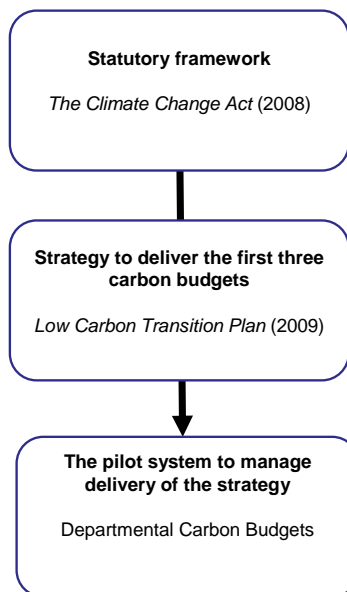 Statutory framework
The Climate Change Act (2008)
Strategy to deliver the first three
carbon budgets
Low Carbon Transition Plan (2009)
The pilot system to manage
delivery of the strategy
Departmental Carbon Budgets